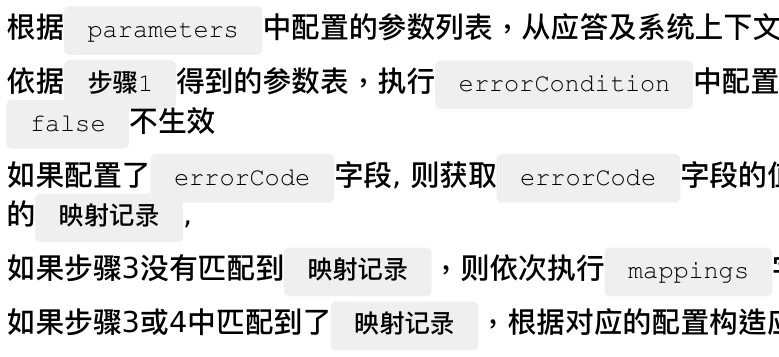 根据 parameters 中配置的参数列表，从应答及系统上下文
依据 步骤1 得到的参数表，执行 errorCondition 中配置
false 不生效
如果配置了 errorCode 字段, 则获取 errorCode 字段的值
的 映射记录 ,
如果步骤3没有匹配到 映射记录 ，则依次执行 mappings
如果步骤3或4中匹配到了 映射记录 ，根据对应的配置构造应